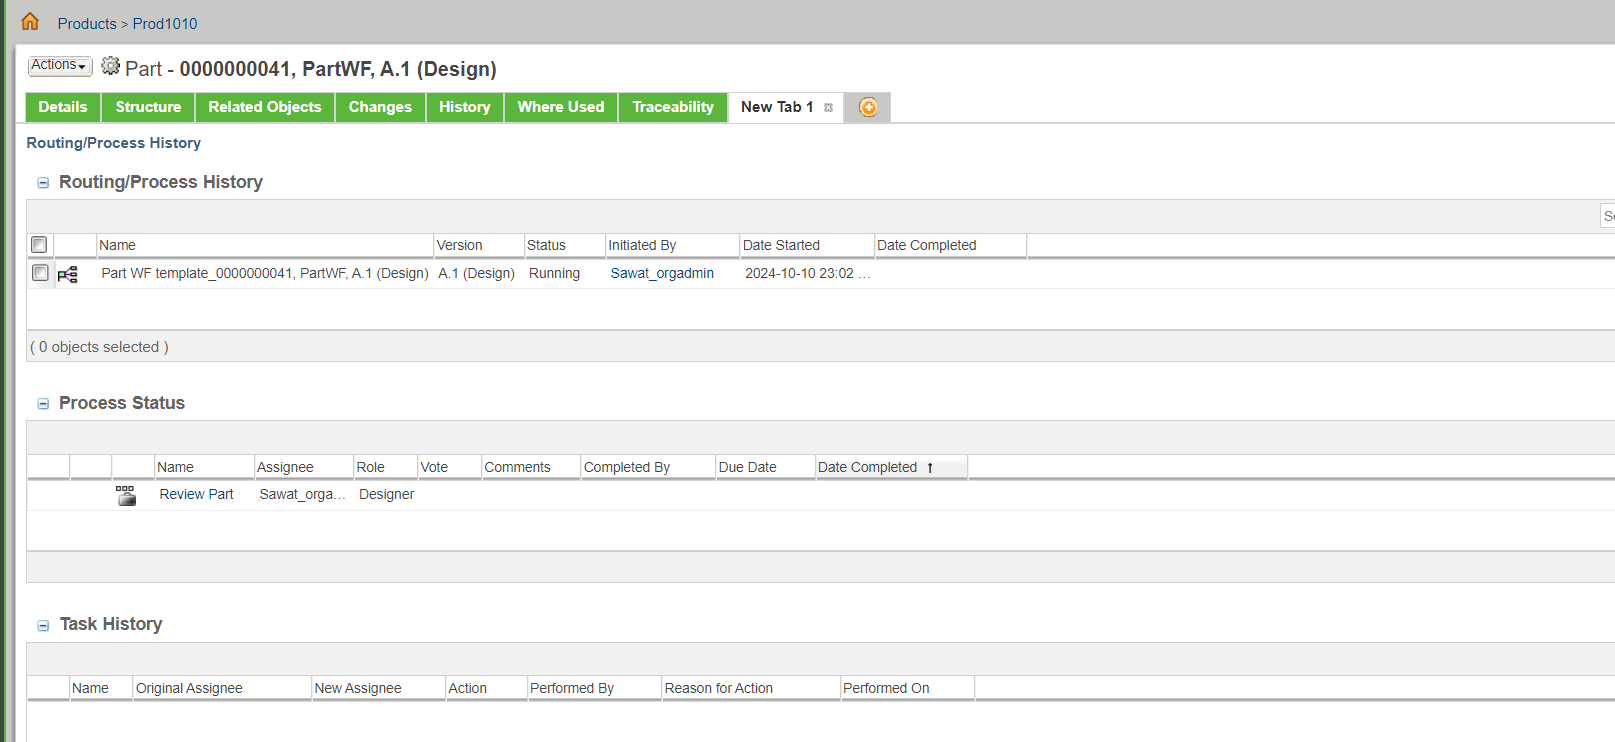 Products > Prod1010
Actions Part - 0000000041, PartWF, A.1 (Design)
Details Structure Related Objects Changes History Where Used Traceability New Tab 1
Routing/Process History
Routing/Process History
Name Version Status Initiated By Date Started Date Completed
Part WF template_0000000041, PartWF, A.1 (Design) A.1 (Design) Running Sawat_orgadmin 2024-10-10 23:02 ...
( 0 objects selected )
Process Status
Name Assignee Role Vote Comments Completed By Due Date Date Completed ↑
Review Part Sawat_orga... Designer
Task History
Name Original Assignee New Assignee Action Performed By Reason for Action Performed On